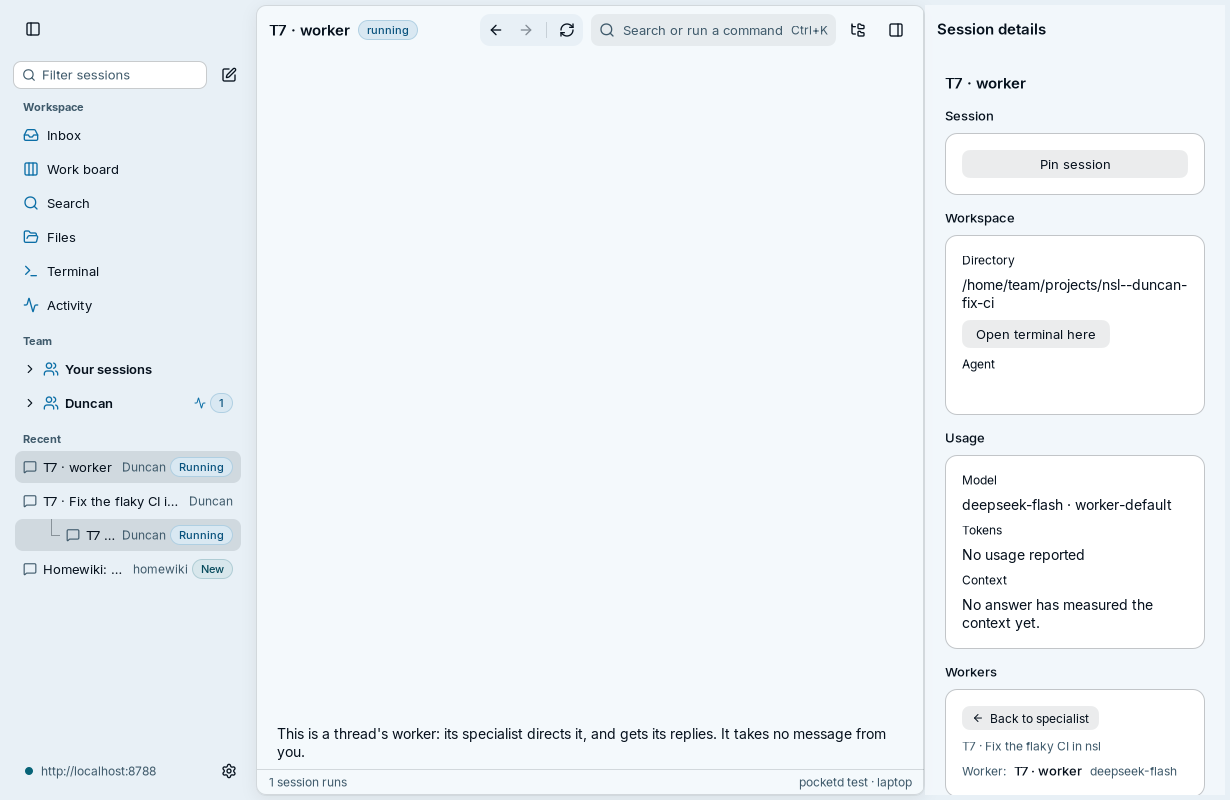 Filter sessions
Workspace
Inbox
Work board
Search
Files
Terminal
Activity
Team
Your sessions
Duncan 1
Recent
T7 · worker Duncan Running
T7 · Fix the flaky CI i... Duncan
T7 ... Duncan Running
Homewiki: ... homewiki New
http://localhost:8788
T7 · worker running
Search or run a command Ctrl+K
This is a thread's worker: its specialist directs it, and gets its replies. It takes no message from
you.
1 session runs
pocketd test · laptop
Session details
T7 · worker
Session
Pin session
Workspace
Directory
/home/team/projects/nsl--duncan-
fix-ci
Open terminal here
Agent
Usage
Model
deepseek-flash · worker-default
Tokens
No usage reported
Context
No answer has measured the
context yet.
Workers
Back to specialist
T7 · Fix the flaky CI in nsl
Worker: T7 · worker deepseek-flash